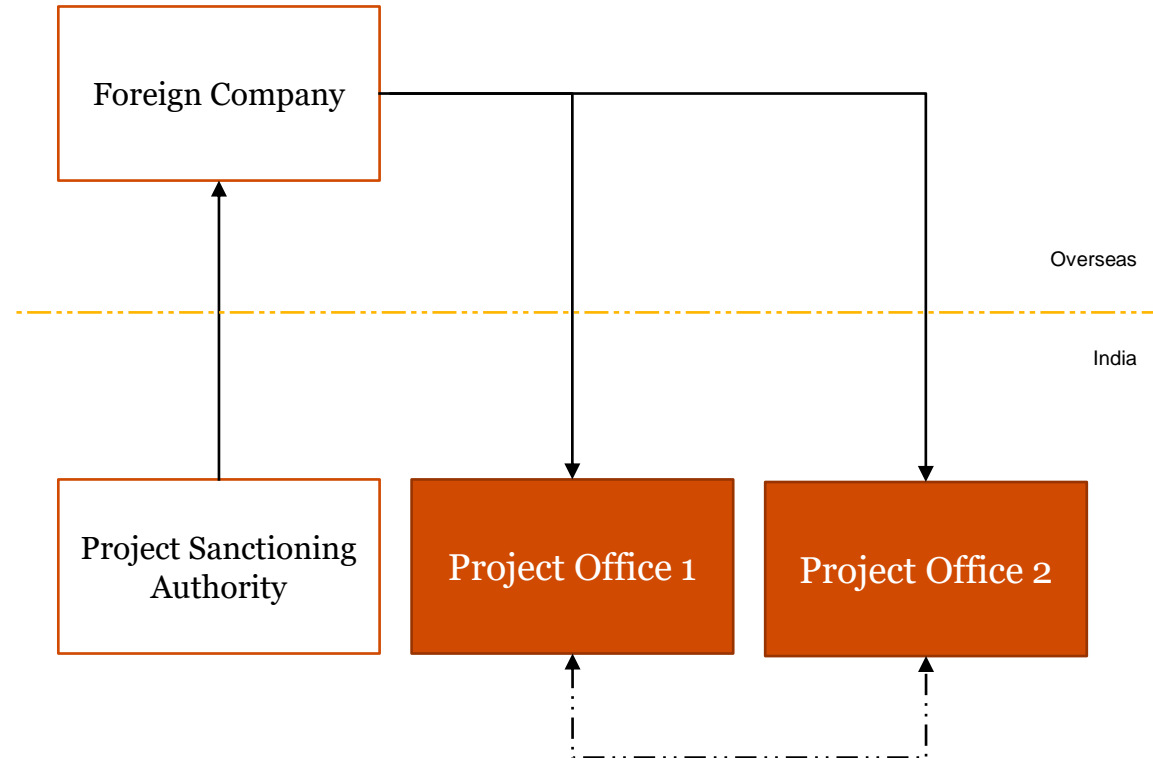 Foreign Company
Overseas
India
Project Sanctioning
Authority
Project Office 1
Project Office 2